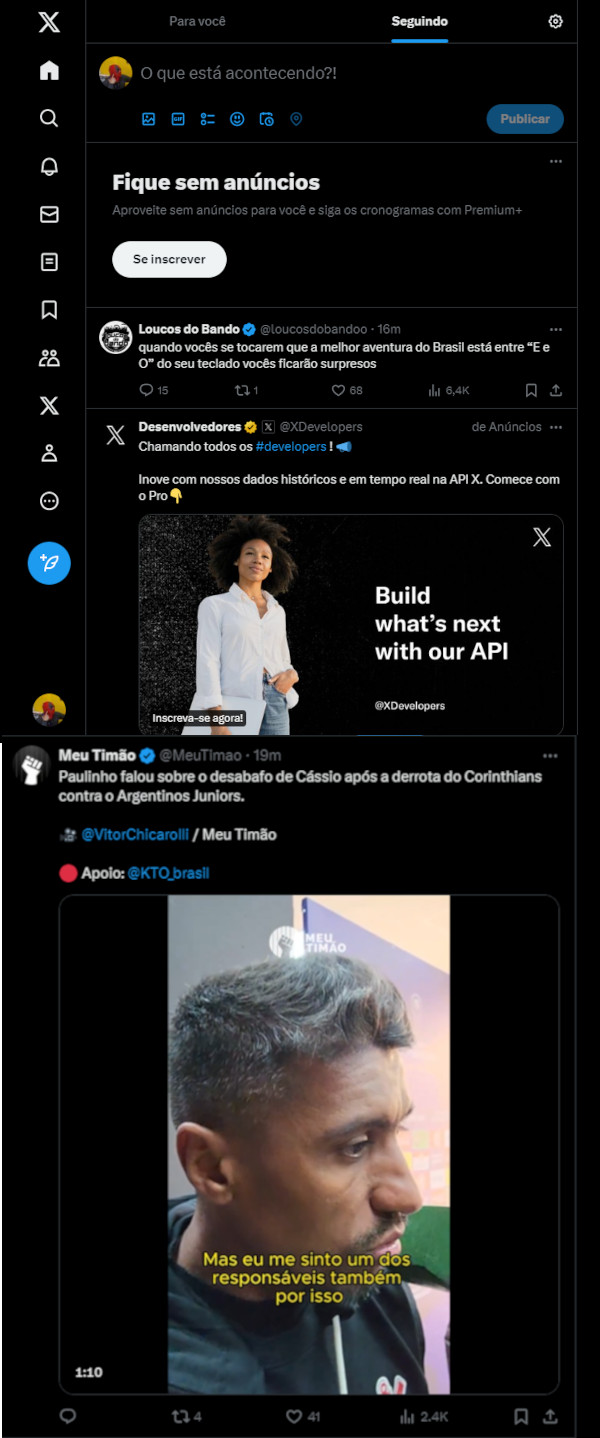 Para você
Seguindo
O que está acontecendo?!
GIF
Publicar
Fique sem anúncios
Aproveite sem anúncios para você e siga os cronogramas com Premium+
Se inscrever
Loucos do Bando @loucosdobandoo · 16m
quando vocês se tocarem que a melhor aventura do Brasil está entre “E e
O” do seu teclado vocês ficarão surpresos
15
1
68
6,4K
Desenvolvedores @XDevelopers
de Anúncios
Chamando todos os #developers ! 📣
Inove com nossos dados históricos e em tempo real na API X. Comece com
o Pro👇
Build
what’s next
with our API
@XDevelopers
Inscreva-se agora!
Meu Timão @MeuTimao · 19m
Paulinho falou sobre o desabafo de Cássio após a derrota do Corinthians
contra o Argentinos Juniors.
🎥 @VitorChicarolli / Meu Timão
🔴 Apoio: @KTO_brasil
MEU
TIMÃO
Mas eu me sinto um dos
responsáveis também
por isso
1:10
4
41
2.4K